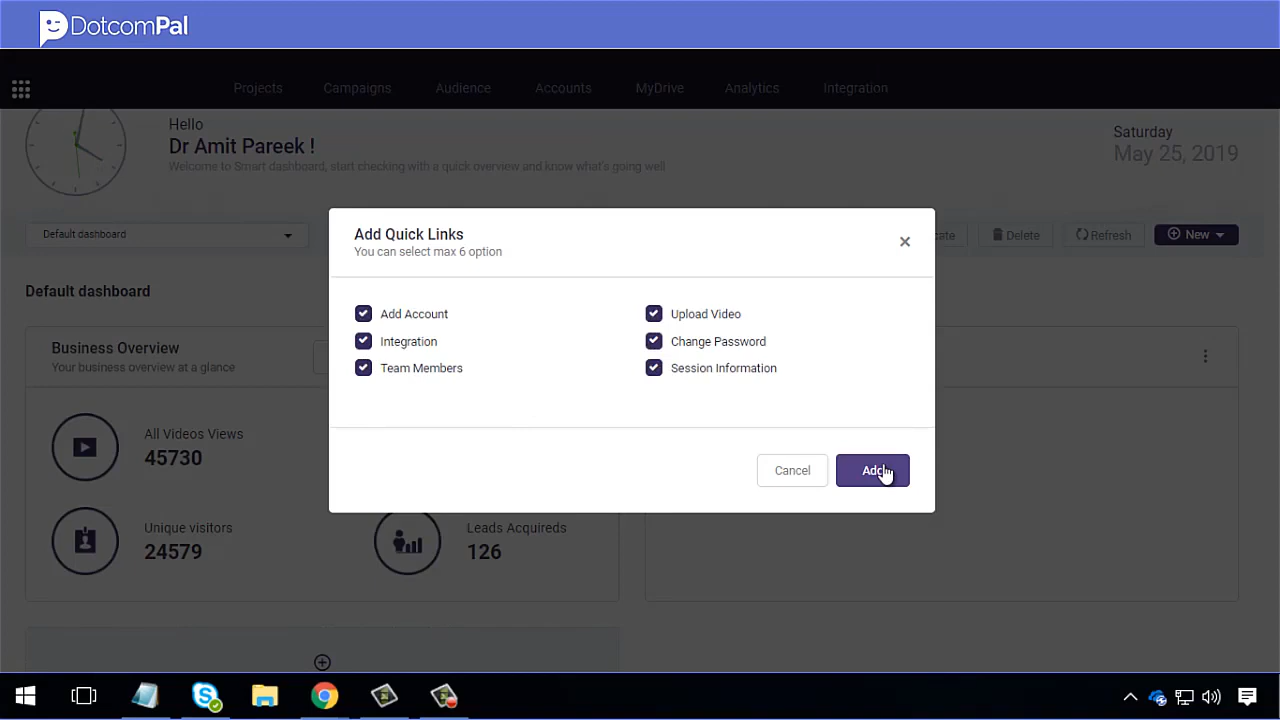 DotcomPal
Projects Campaigns Audience Accounts MyDrive Analytics Integration
Hello
Dr Amit Pareek !
Welcome to Smart dashboard, start checking with a quick overview and know what's going well
Saturday
May 25, 2019
Default dashboard
Delete Refresh New
Add Quick Links
You can select max 6 option
Add Account
Upload Video
Integration
Change Password
Team Members
Session Information
Cancel
Add
Default dashboard
Business Overview
Your business overview at a glance
All Videos Views
45730
Unique visitors
24579
Leads Acquireds
126